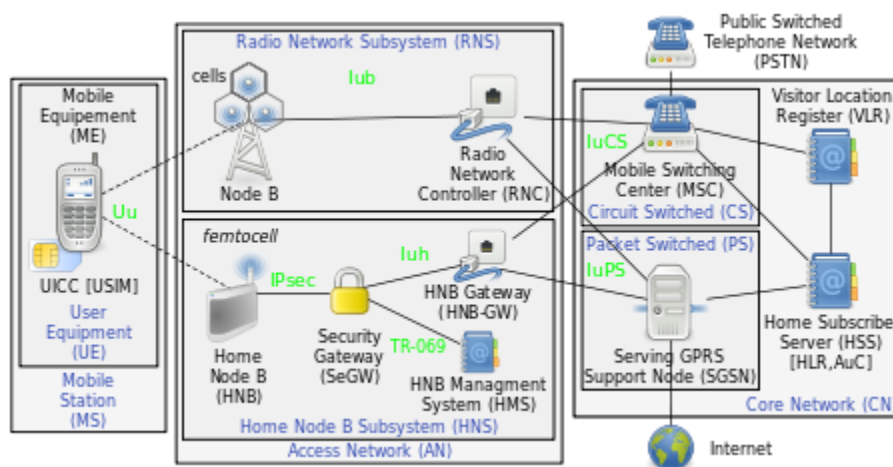 Public Switched
Telephone Network
(PSTN)
Radio Network Subsystem (RNS)
cells
Iub
Node B
Radio
Network
Controller (RNC)
Mobile
Equipement
(ME)
Uu
UICC [USIM]
User
Equipment
(UE)
Mobile
Station
(MS)
femtocell
IPsec
Iuh
Home
Node B
(HNB)
Security
Gateway
(SeGW)
TR-069
HNB Gateway
(HNB-GW)
HNB Managment
System (HMS)
Home Node B Subsystem (HNS)
Access Network (AN)
IuCS
Mobile Switching
Center (MSC)
Circuit Switched (CS)
Packet Switched (PS)
IuPS
Serving GPRS
Support Node (SGSN)
Visitor Location
Register (VLR)
Home Subscriber
Server (HSS)
[HLR,AuC]
Core Network (CN)
Internet